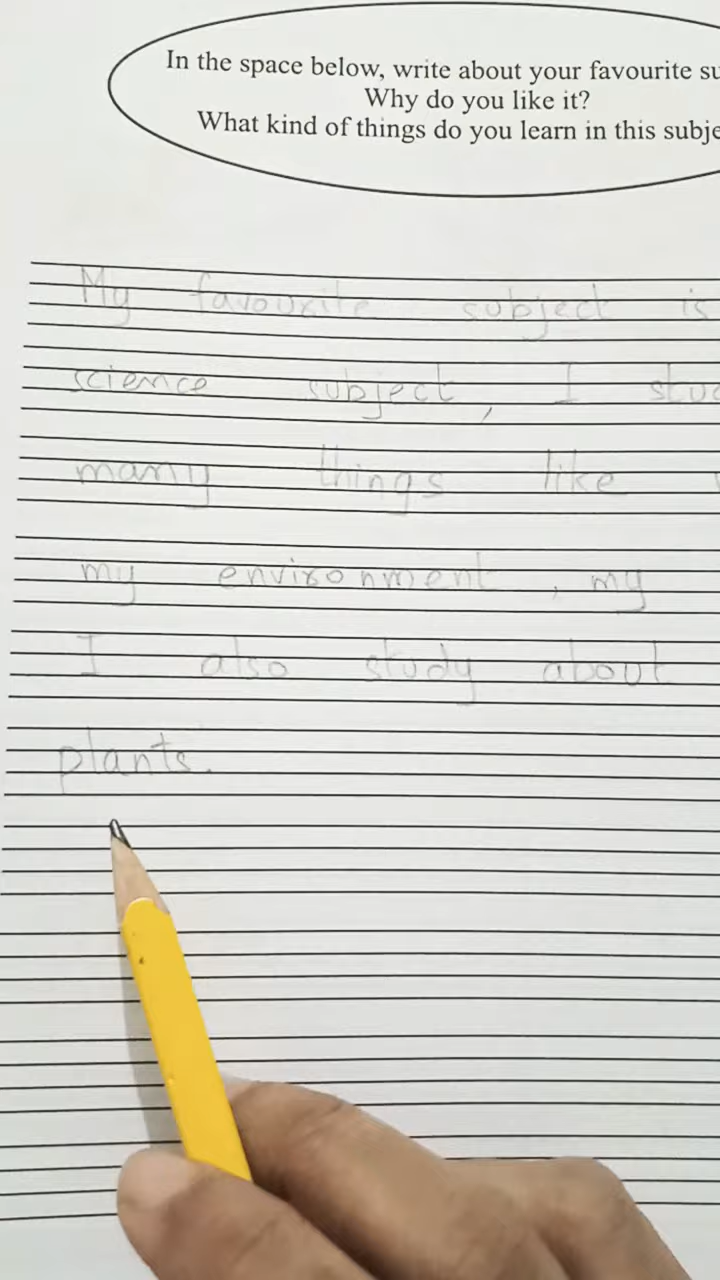 In the space below, write about your favourite su
Why do you like it?
What kind of things do you learn in this subje
My favourite subject is
science subject, I stud
many things like
my environment, my
I also study about
plants.